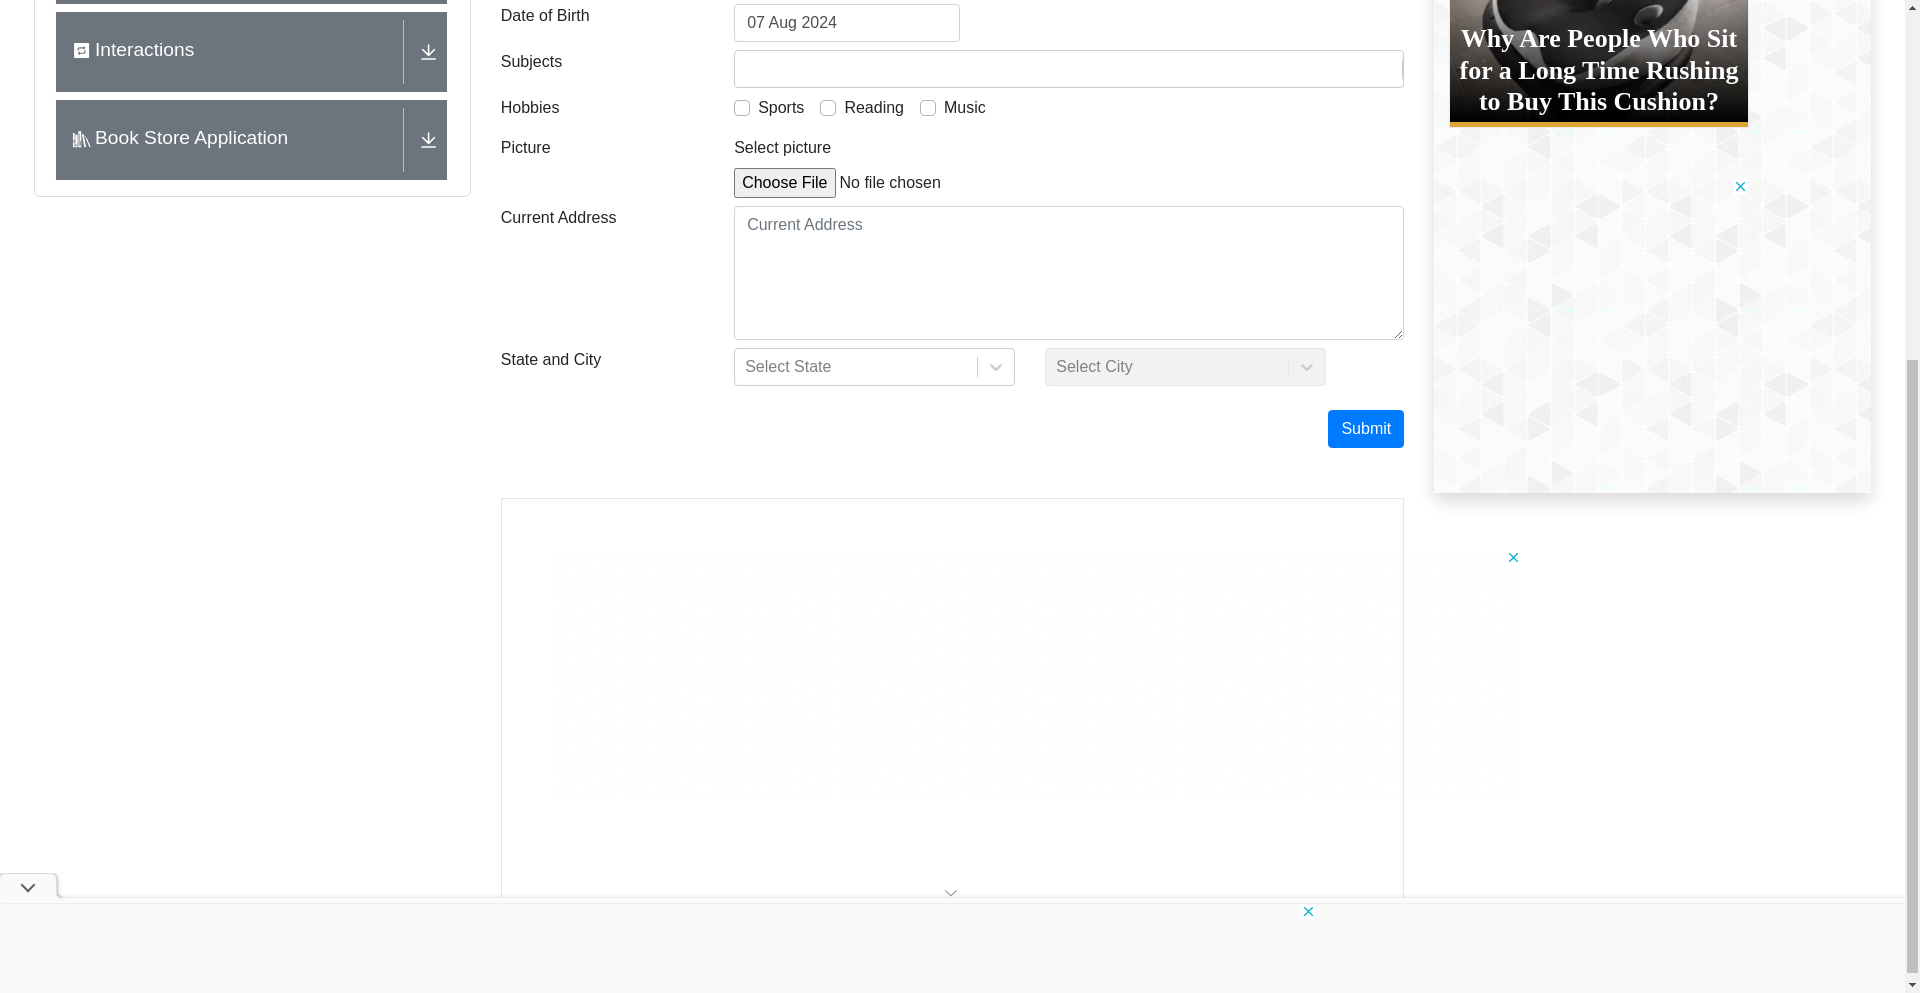 Interactions
Book Store Application
Date of Birth
07 Aug 2024
Subjects
Hobbies
Sports
Reading
Music
Picture
Select picture
Choose File
No file chosen
Current Address
Current Address
State and City
Select State
Select City
Submit
Why Are People Who Sit
for a Long Time Rushing
to Buy This Cushion?